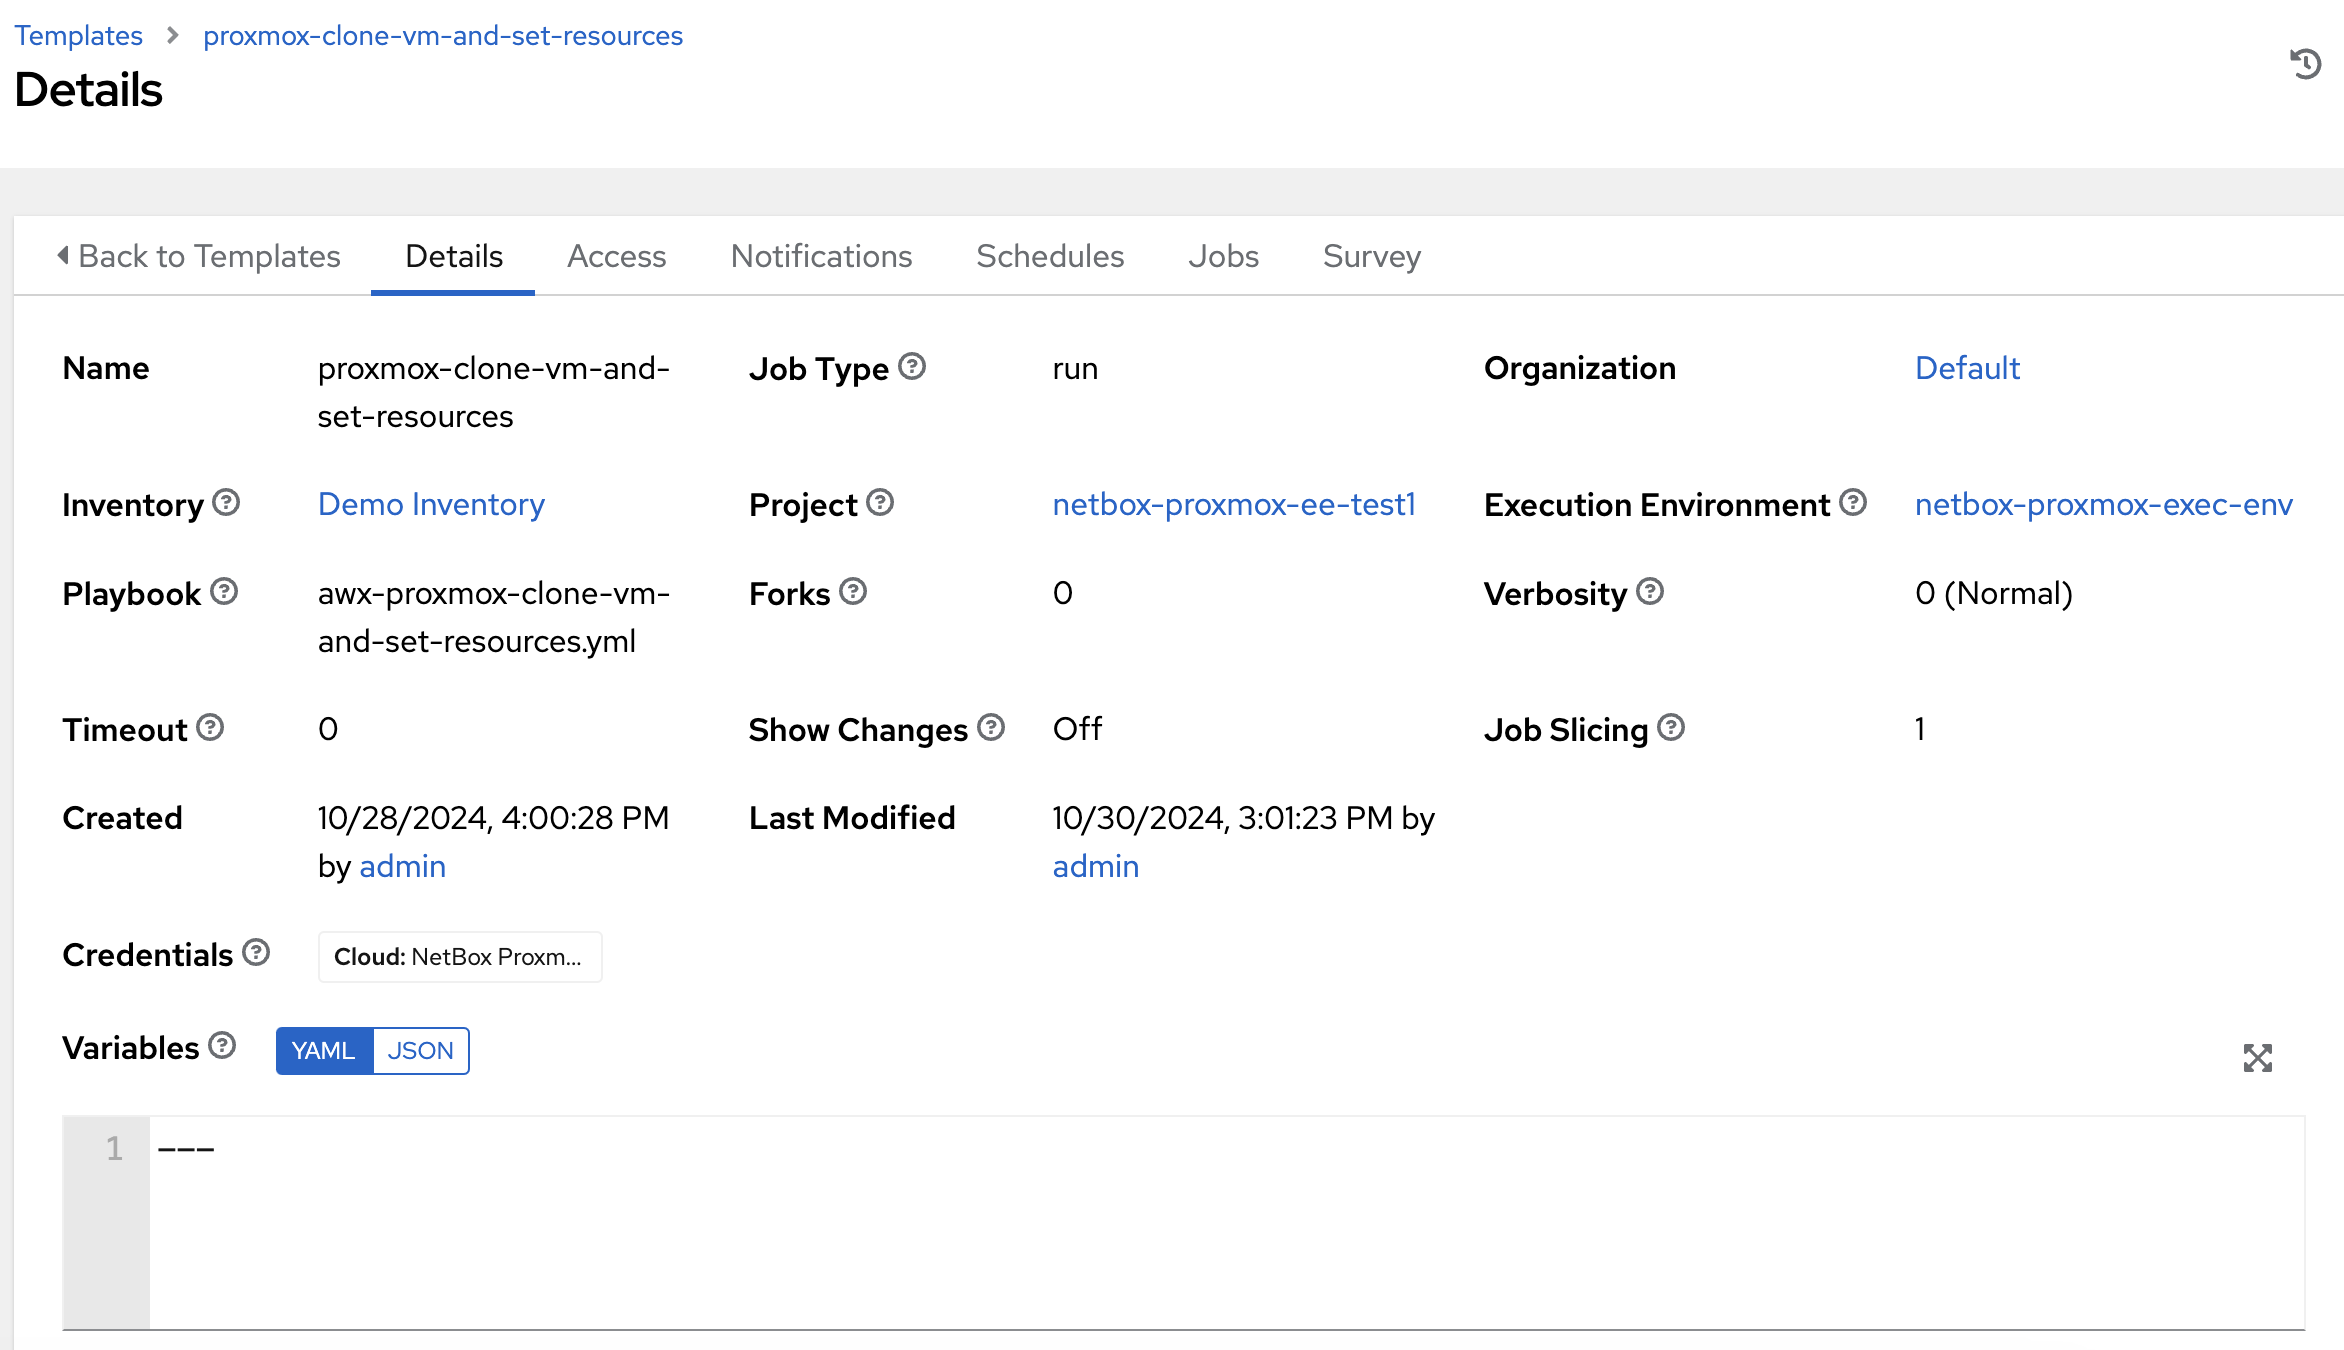 Templates > proxmox-clone-vm-and-set-resources
Details
Back to Templates Details Access Notifications Schedules Jobs Survey
Name proxmox-clone-vm-and-
set-resources
Job Type run
Organization Default
Inventory Demo Inventory
Project netbox-proxmox-ee-test1
Execution Environment netbox-proxmox-exec-env
Playbook awx-proxmox-clone-vm-
and-set-resources.yml
Forks 0
Verbosity 0 (Normal)
Timeout 0
Show Changes Off
Job Slicing 1
Created 10/28/2024, 4:00:28 PM
by admin
Last Modified 10/30/2024, 3:01:23 PM by
admin
Credentials Cloud: NetBox Proxm...
Variables YAML JSON
1 ---